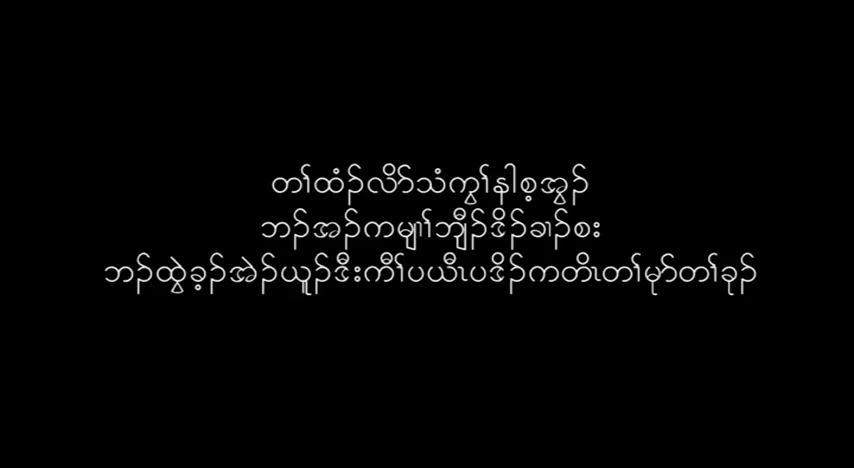 တၢ်ထံၣ်လိာ်သံကွၢ်နါစ့အွၣ်
ဘၣ်အၣ်ကမျၢၢ်ဘျီၣ်ဒိၣ်ခါၣ်စး
ဘၣ်ထွဲခ့ၣ်အဲၣ်ယူၣ်ဒီးကီၢ်ပယီၤပဒိၣ်ကတိၤတၢ်မုာ်တၢ်ခုၣ်